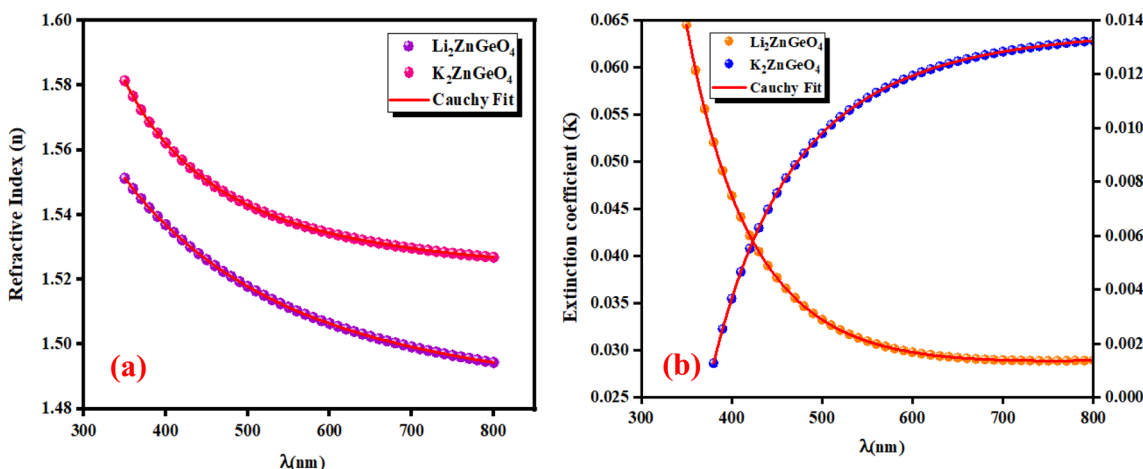 1.60
1.58
1.56
1.54
1.52
1.50
1.48
Refractive Index (n)
Li₂ZnGeO₄
K₂ZnGeO₄
Cauchy Fit
(a)
300 400 500 600 700 800
λ(nm)
0.065
0.060
0.055
0.050
0.045
0.040
0.035
0.030
0.025
Extinction coefficient (K)
Li₂ZnGeO₄
K₂ZnGeO₄
Cauchy Fit
(b)
0.014
0.012
0.010
0.008
0.006
0.004
0.002
0.000
300 400 500 600 700 800
λ(nm)